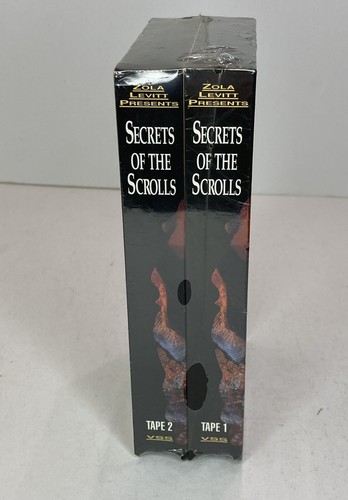 ZOLA
LEVITT
PRESENTS
SECRETS
OF THE
SCROLLS
TAPE 2
VSS
ZOLA
LEVITT
PRESENTS
SECRETS
OF THE
SCROLLS
TAPE 1
VSS